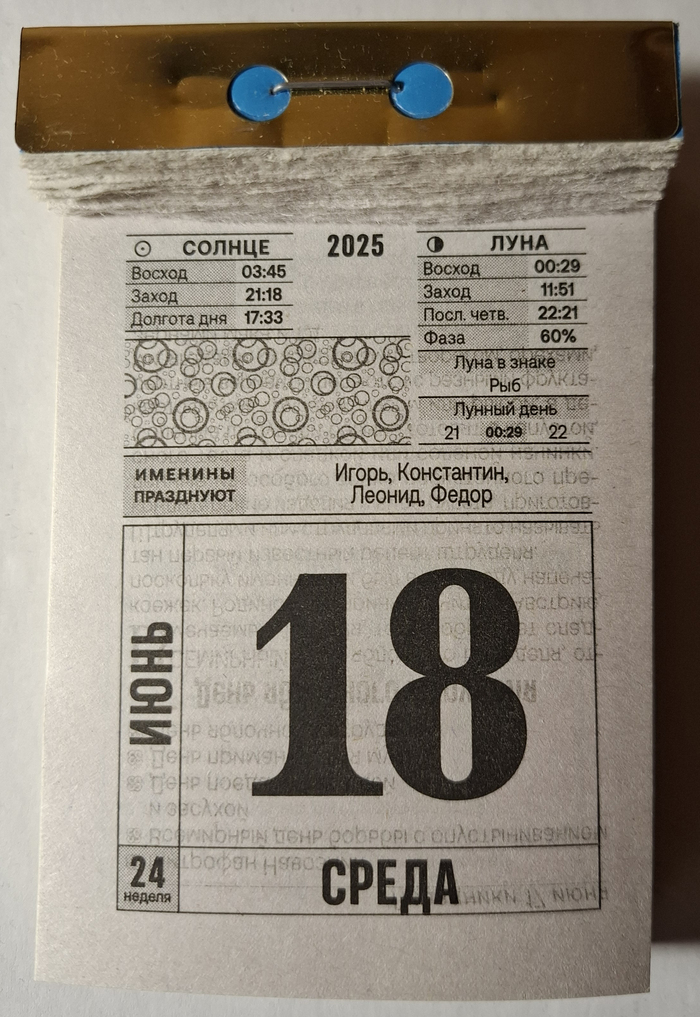 СОЛНЦЕ
Восход 03:45
Заход 21:18
Долгота дня 17:33
2025
ЛУНА
Восход 00:29
Заход 11:51
Посл. четв. 22:21
Фаза 60%
Луна в знаке
Рыб
Лунный день
21 00:29 22
ИМЕНИНЫ
ПРАЗДНУЮТ
Игорь, Константин,
Леонид, Федор
ИЮНЬ
18
24
неделя
СРЕДА